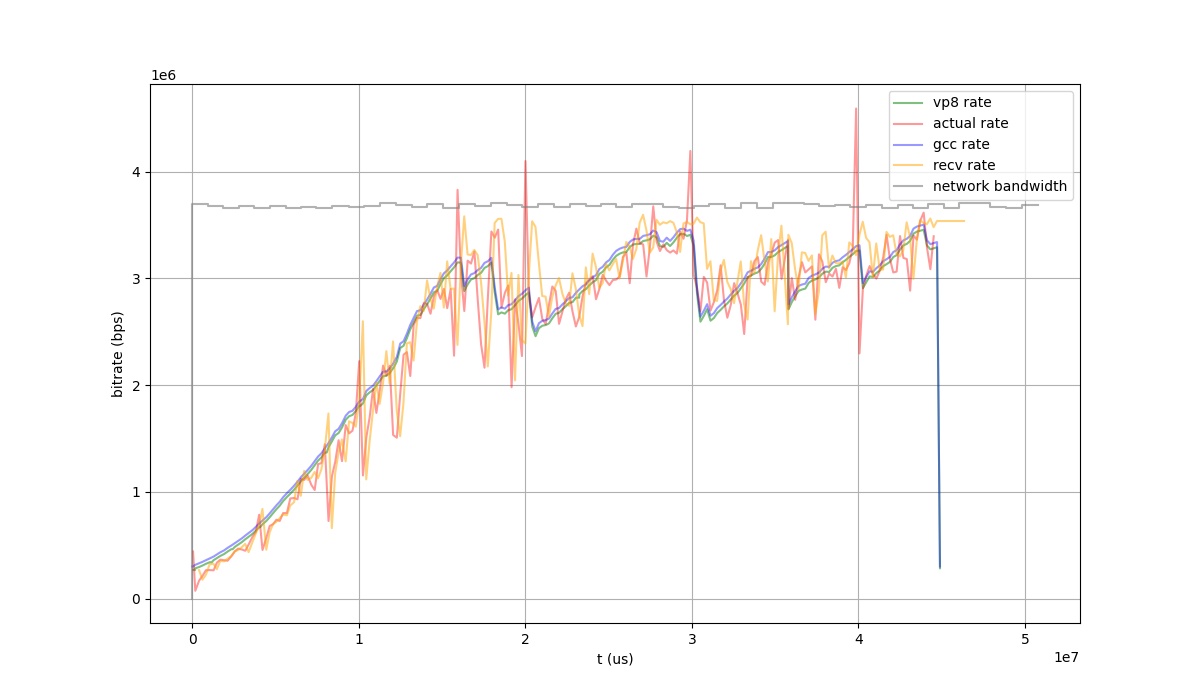 1e6
vp8 rate
actual rate
gcc rate
recv rate
network bandwidth
4
3
2
1
0
bitrate (bps)
0 1 2 3 4 5
t (us)
1e7